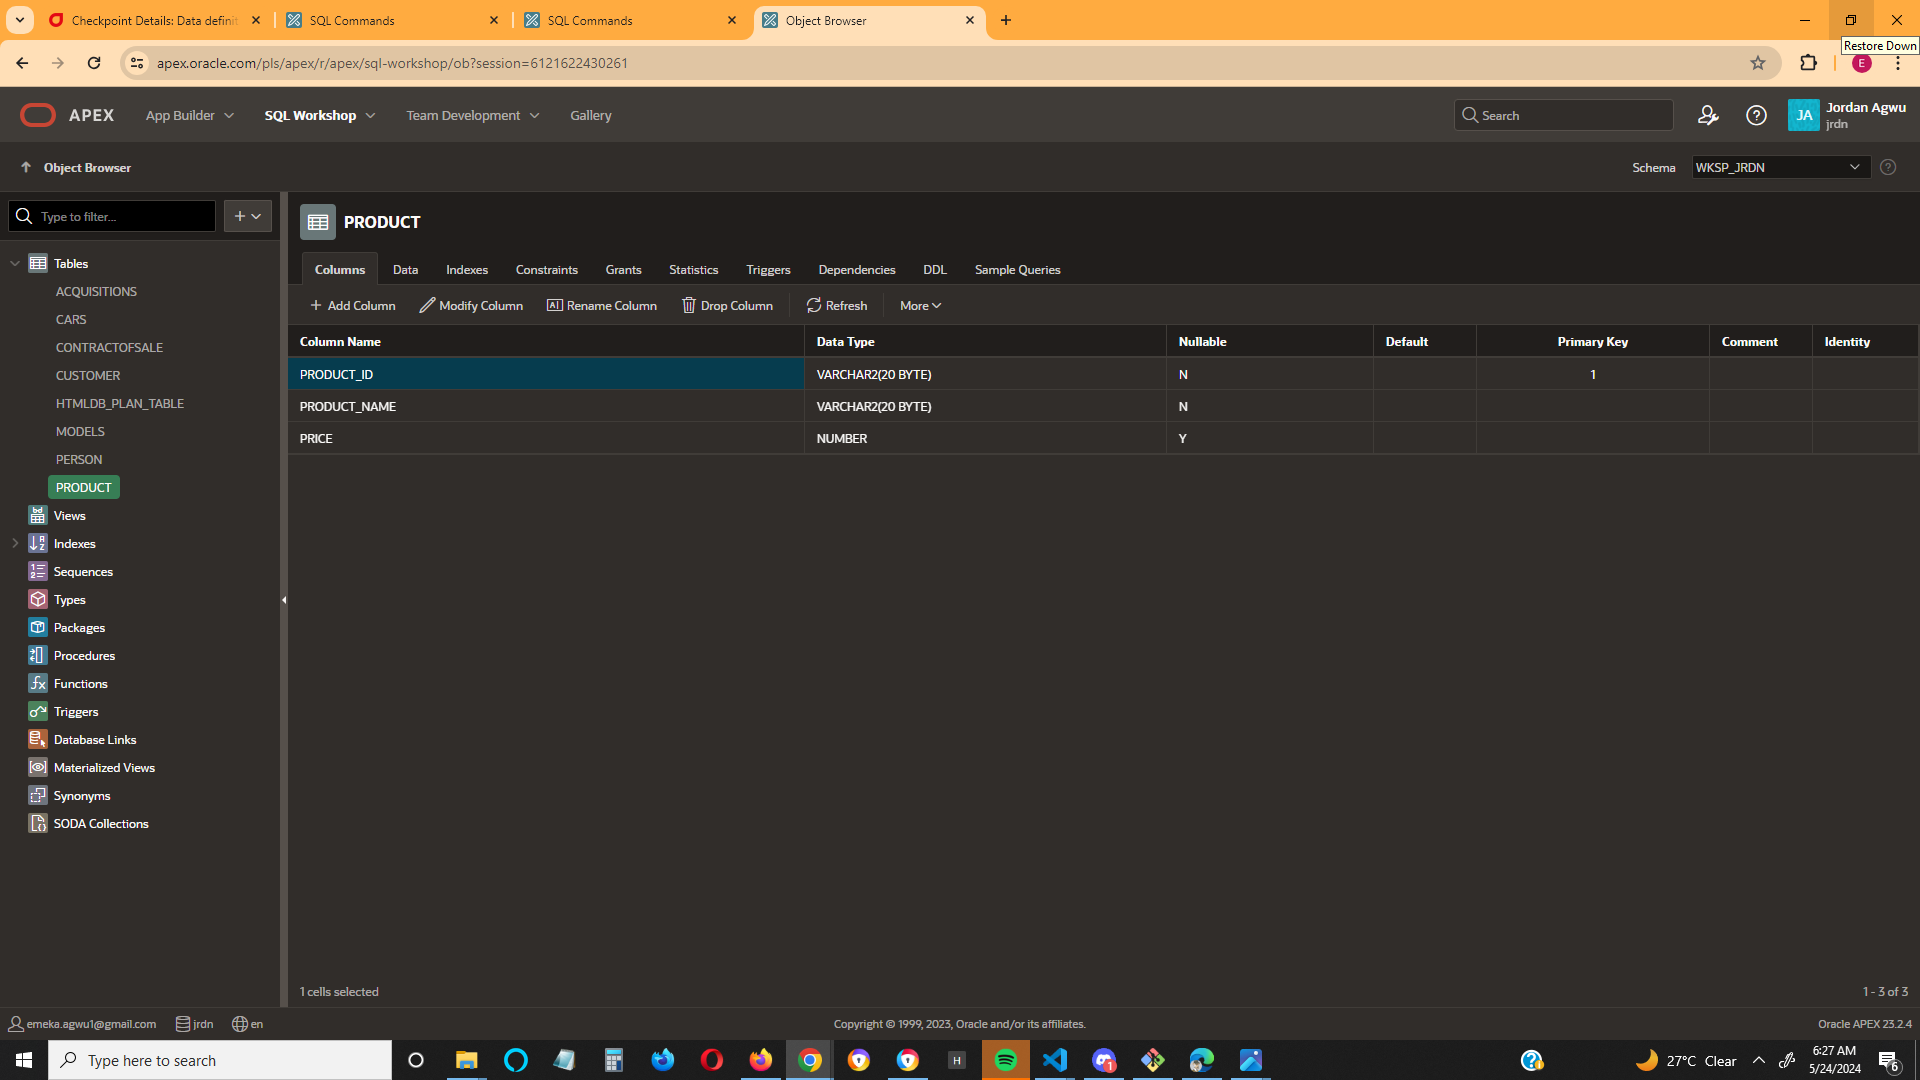 Checkpoint Details: Data definit
SQL Commands
SQL Commands
Object Browser
Restore Down
apex.oracle.com/pls/apex/r/apex/sql-workshop/ob?session=6121622430261
E
APEX
App Builder
SQL Workshop
Team Development
Gallery
Search
JA
Jordan Agwu
jrdn
Object Browser
Schema
WKSP_JRDN
Type to filter...
PRODUCT
Tables
ACQUISITIONS
CARS
CONTRACTOFSALE
CUSTOMER
HTMLDB_PLAN_TABLE
MODELS
PERSON
PRODUCT
Views
Indexes
Sequences
Types
Packages
Procedures
Functions
Triggers
Database Links
Materialized Views
Synonyms
SODA Collections
Columns Data Indexes Constraints Grants Statistics Triggers Dependencies DDL Sample Queries
Add Column Modify Column Rename Column Drop Column Refresh More
Column Name Data Type Nullable Default Primary Key Comment Identity
PRODUCT_ID VARCHAR2(20 BYTE) N 1
PRODUCT_NAME VARCHAR2(20 BYTE) N
PRICE NUMBER Y
1 cells selected
1 - 3 of 3
emeka.agwu1@gmail.com jrdn en
Copyright © 1999, 2023, Oracle and/or its affiliates.
Oracle APEX 23.2.4
Type here to search
H
1
27°C Clear
6:27 AM
5/24/2024
6